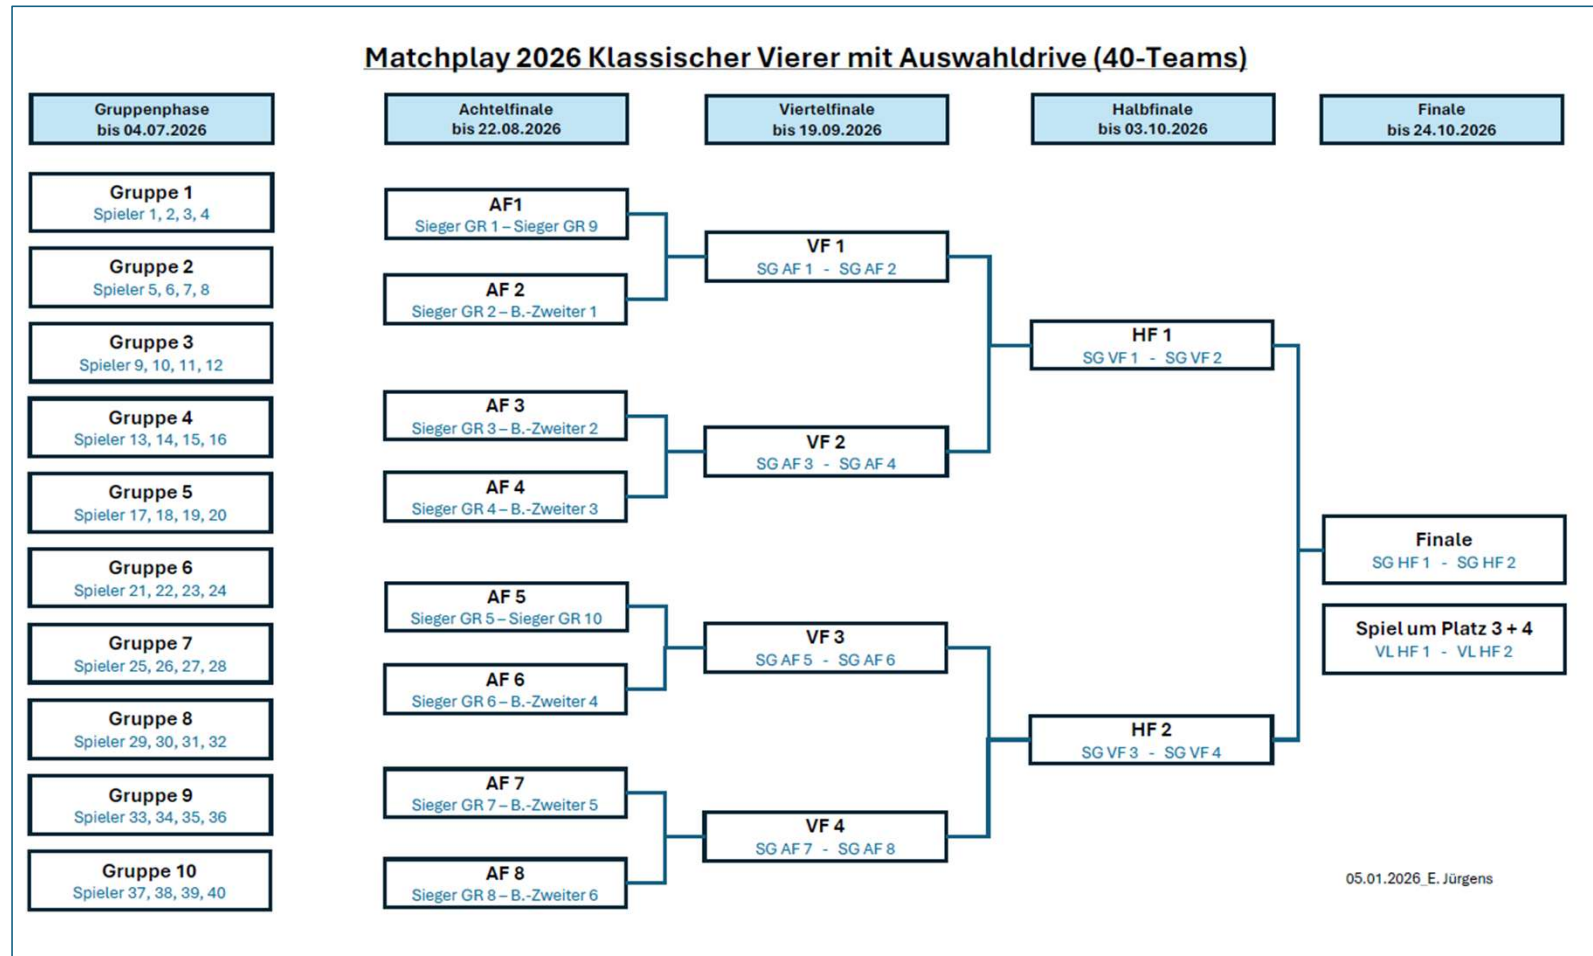 Matchplay 2026 Klassischer Vierer mit Auswahldrive (40-Teams)
Gruppenphase
bis 04.07.2026
Gruppe 1
Spieler 1, 2, 3, 4
Gruppe 2
Spieler 5, 6, 7, 8
Gruppe 3
Spieler 9, 10, 11, 12
Gruppe 4
Spieler 13, 14, 15, 16
Gruppe 5
Spieler 17, 18, 19, 20
Gruppe 6
Spieler 21, 22, 23, 24
Gruppe 7
Spieler 25, 26, 27, 28
Gruppe 8
Spieler 29, 30, 31, 32
Gruppe 9
Spieler 33, 34, 35, 36
Gruppe 10
Spieler 37, 38, 39, 40
Achtelfinale
bis 22.08.2026
AF1
Sieger GR 1 – Sieger GR 9
AF 2
Sieger GR 2 – B.-Zweiter 1
AF 3
Sieger GR 3 – B.-Zweiter 2
AF 4
Sieger GR 4 – B.-Zweiter 3
AF 5
Sieger GR 5 – Sieger GR 10
AF 6
Sieger GR 6 – B.-Zweiter 4
AF 7
Sieger GR 7 – B.-Zweiter 5
AF 8
Sieger GR 8 – B.-Zweiter 6
Viertelfinale
bis 19.09.2026
VF 1
SG AF 1 - SG AF 2
VF 2
SG AF 3 - SG AF 4
VF 3
SG AF 5 - SG AF 6
VF 4
SG AF 7 - SG AF 8
Halbfinale
bis 03.10.2026
HF 1
SG VF 1 - SG VF 2
HF 2
SG VF 3 - SG VF 4
Finale
bis 24.10.2026
Finale
SG HF 1 - SG HF 2
Spiel um Platz 3 + 4
VL HF 1 - VL HF 2
05.01.2026_E. Jürgens